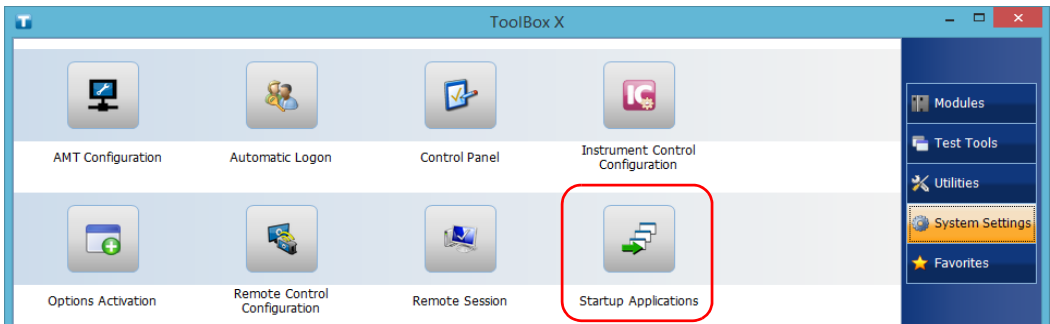 ToolBox X
AMT Configuration
Automatic Logon
Control Panel
Instrument Control
Configuration
Options Activation
Remote Control
Configuration
Remote Session
Startup Applications
Modules
Test Tools
Utilities
System Settings
Favorites